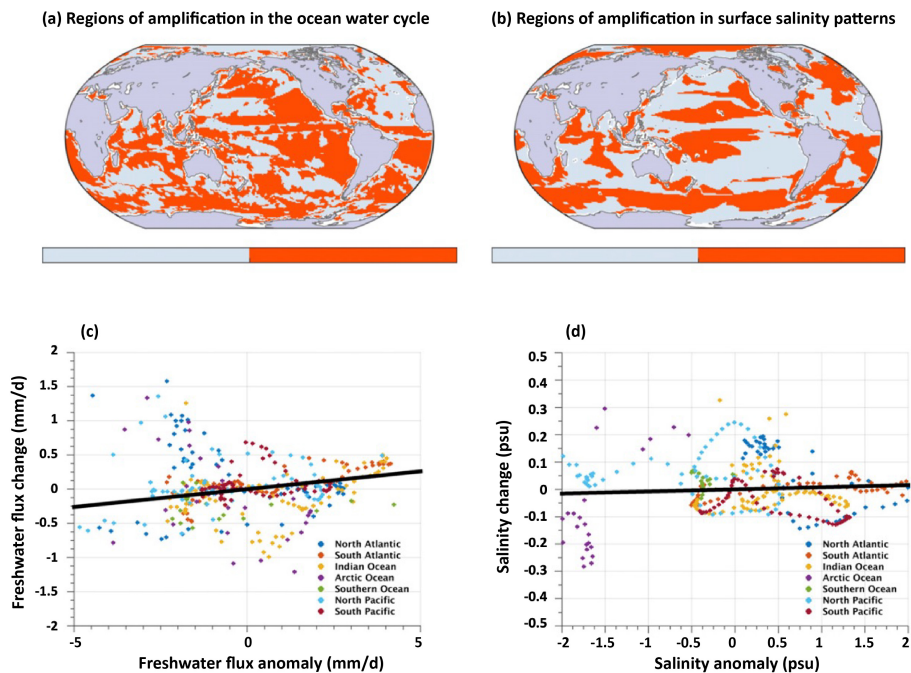 (a) Regions of amplification in the ocean water cycle
(b) Regions of amplification in surface salinity patterns
(c)
2
1.5
1
0.5
0
-0.5
-1
-1.5
-2
-5
0
5
Freshwater flux change (mm/d)
Freshwater flux anomaly (mm/d)
North Atlantic
South Atlantic
Indian Ocean
Arctic Ocean
Southern Ocean
North Pacific
South Pacific
(d)
0.5
0.4
0.3
0.2
0.1
0
-0.1
-0.2
-0.3
-0.4
-0.5
-2
-1.5
-1
-0.5
0
0.5
1
1.5
2
Salinity change (psu)
Salinity anomaly (psu)
North Atlantic
South Atlantic
Indian Ocean
Arctic Ocean
Southern Ocean
North Pacific
South Pacific